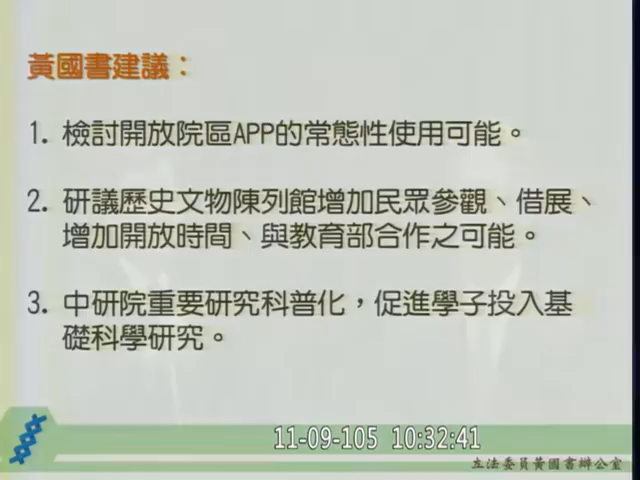 黃國書建議：
1. 檢討開放院區APP的常態性使用可能。
2. 研議歷史文物陳列館增加民眾參觀、借展、
增加開放時間、與教育部合作之可能。
3. 中研院重要研究科普化，促進學子投入基
礎科學研究。
11-09-105 10:32:41
立法委員黃國書辦公室